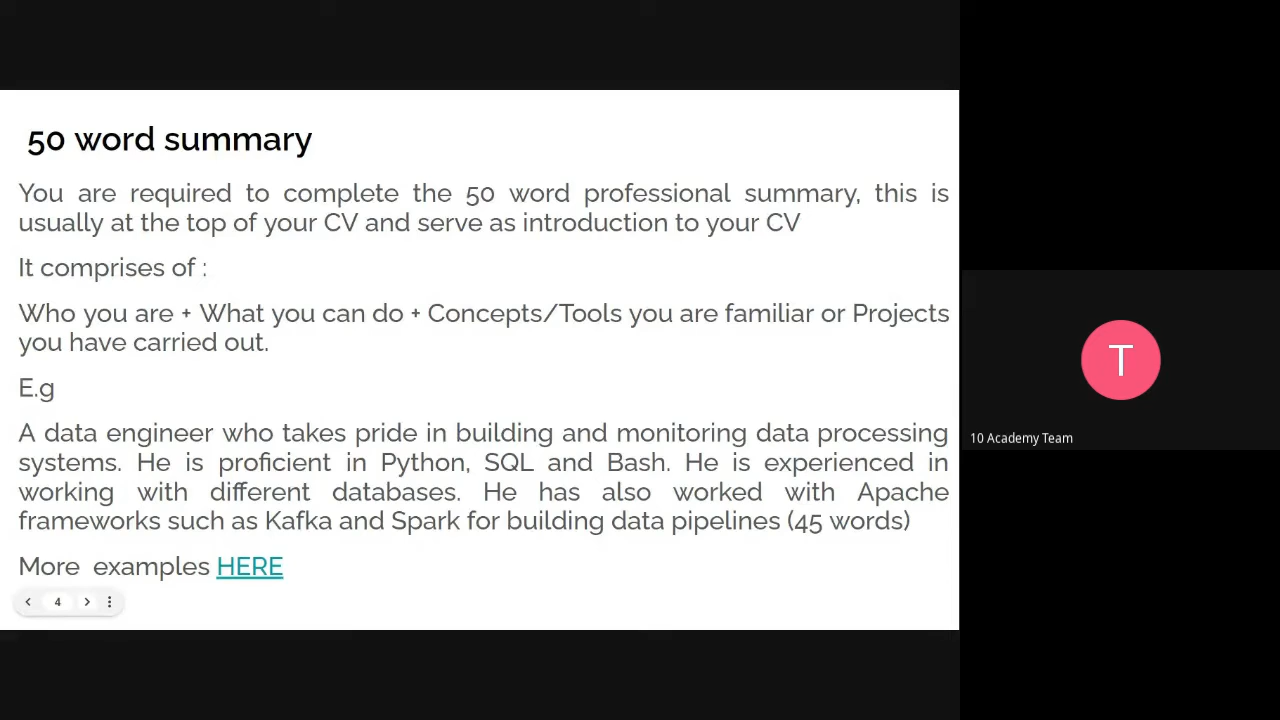 50 word summary
You are required to complete the 50 word professional summary, this is
usually at the top of your CV and serve as introduction to your CV
It comprises of :
Who you are + What you can do + Concepts/Tools you are familiar or Projects
you have carried out.
E.g
A data engineer who takes pride in building and monitoring data processing
systems. He is proficient in Python, SQL and Bash. He is experienced in
working with different databases. He has also worked with Apache
frameworks such as Kafka and Spark for building data pipelines (45 words)
More examples HERE
4
T
10 Academy Team